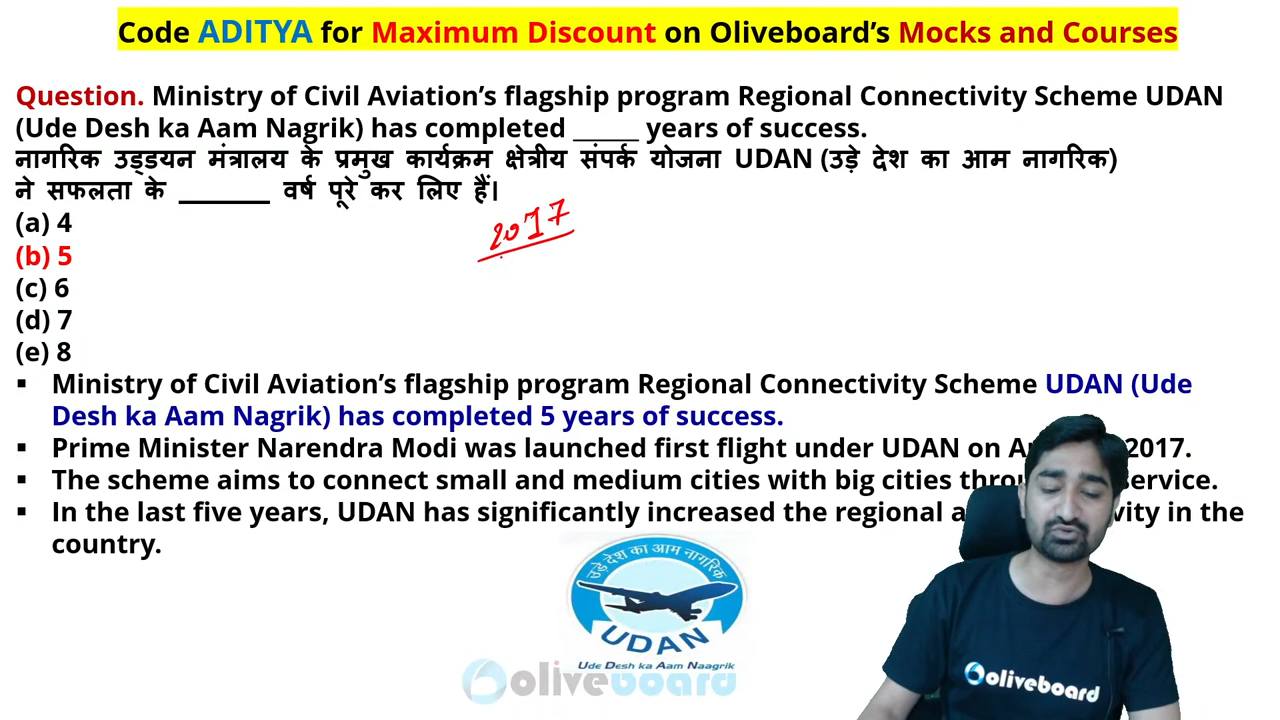 Code ADITYA for Maximum Discount on Oliveboard’s Mocks and Courses
Question. Ministry of Civil Aviation’s flagship program Regional Connectivity Scheme UDAN
(Ude Desh ka Aam Nagrik) has completed _____ years of success.
नागरिक उड्डयन मंत्रालय के प्रमुख कार्यक्रम क्षेत्रीय संपर्क योजना UDAN (उड़े देश का आम नागरिक)
ने सफलता के ________ वर्ष पूरे कर लिए हैं।
2017
(a) 4
(b) 5
(c) 6
(d) 7
(e) 8
▪ Ministry of Civil Aviation’s flagship program Regional Connectivity Scheme UDAN (Ude
Desh ka Aam Nagrik) has completed 5 years of success.
▪ Prime Minister Narendra Modi was launched first flight under UDAN on 2017.
▪ The scheme aims to connect small and medium cities with big cities service.
▪ In the last five years, UDAN has significantly increased the regional in the
country.
उड़े देश का आम नागरिक
UDAN
Ude Desh ka Aam Naagrik
oliveboard
oliveboard